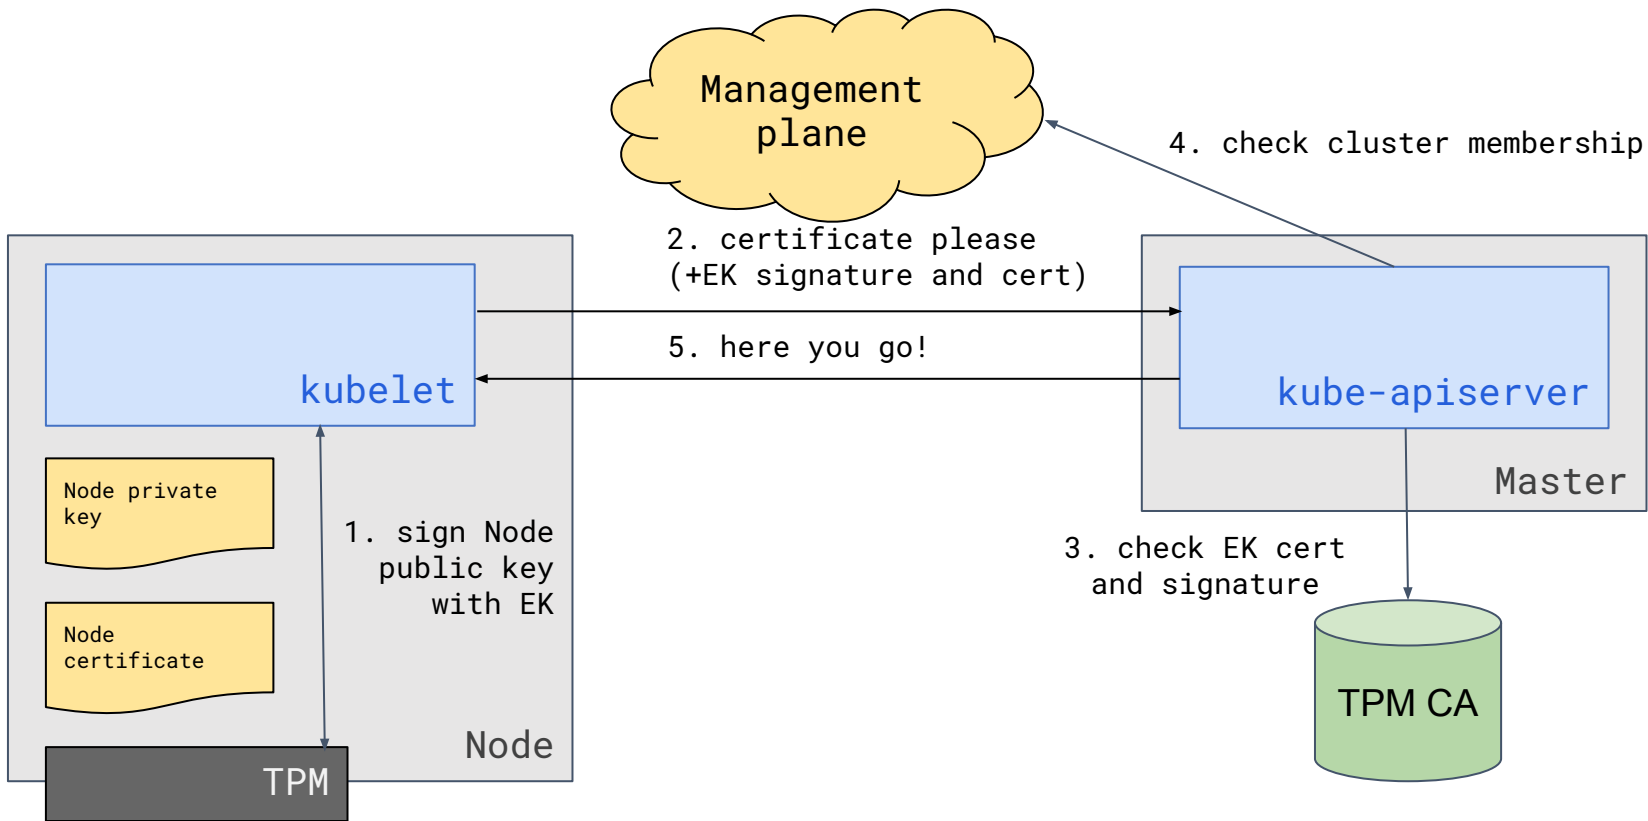 Management
plane
4. check cluster membership
2. certificate please
(+EK signature and cert)
5. here you go!
kubelet
kube-apiserver
Master
Node private
key
1. sign Node
public key
with EK
3. check EK cert
and signature
Node
certificate
TPM CA
Node
TPM